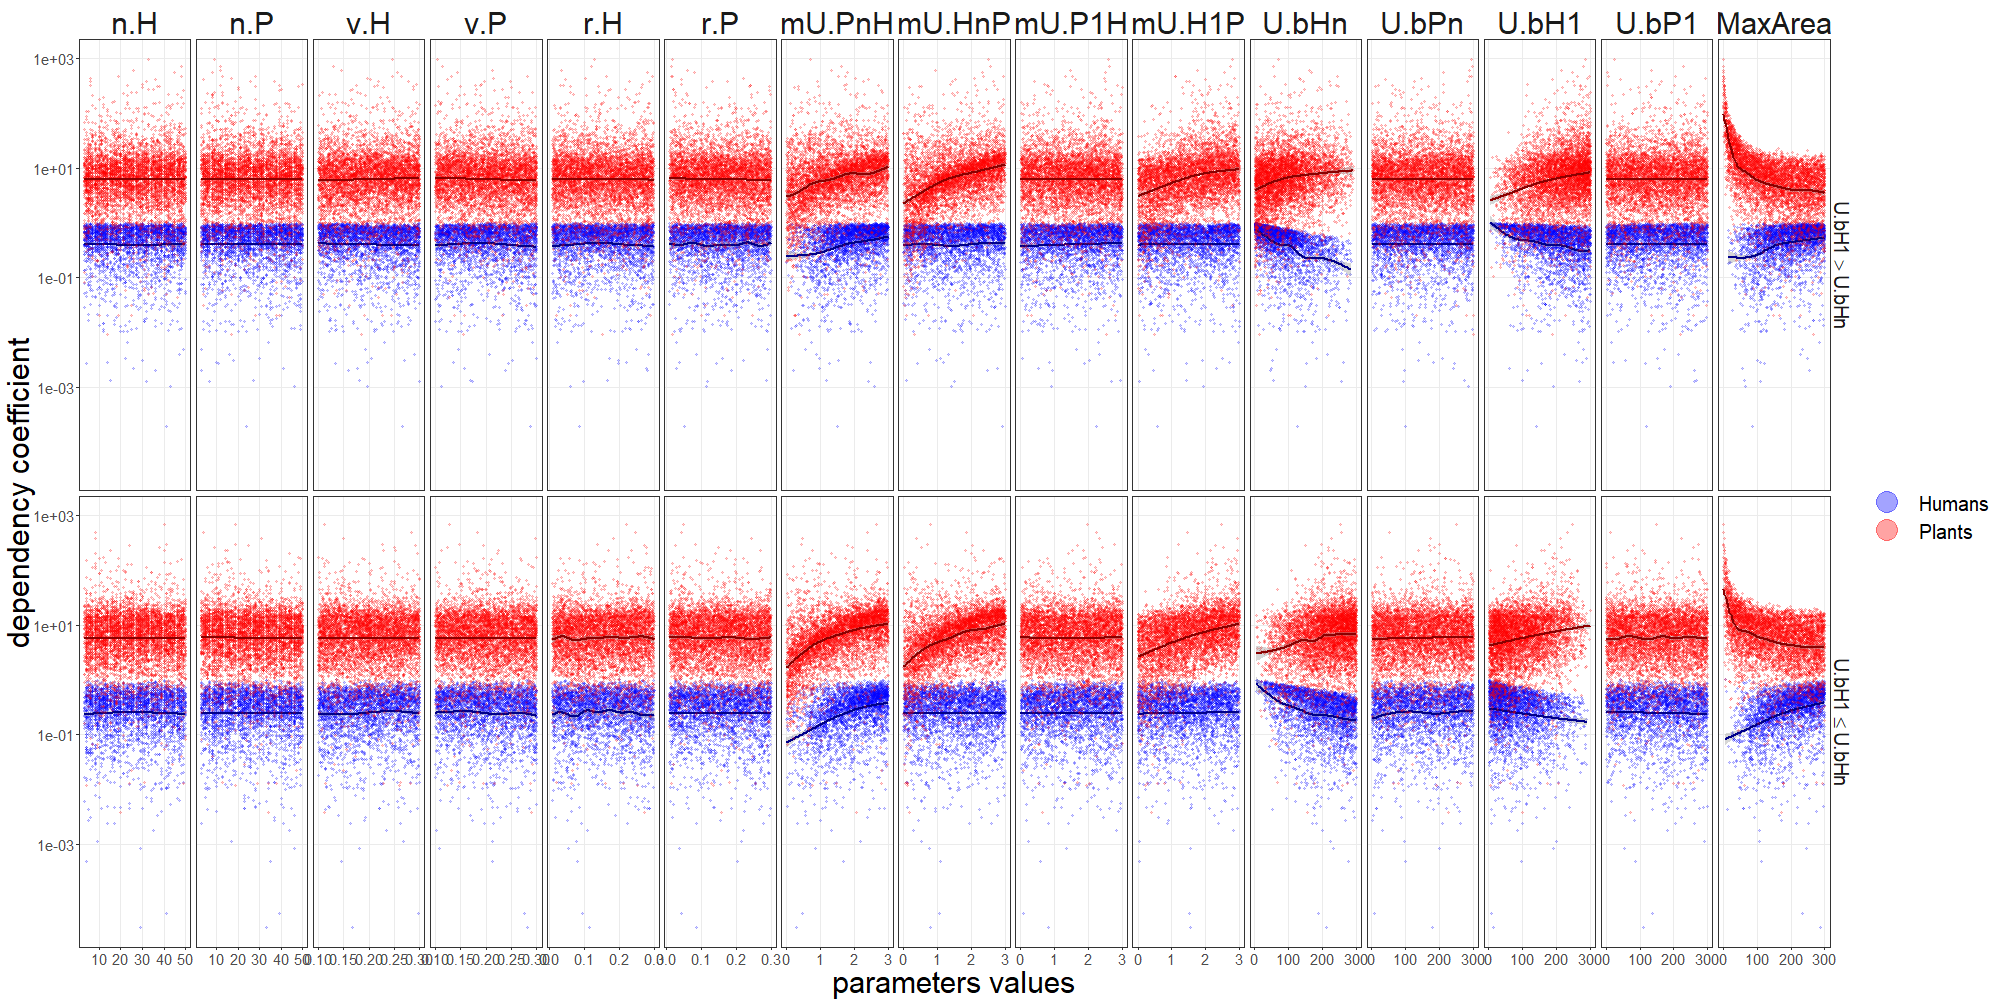 n.H n.P v.H v.P r.H r.P mU.PnH mU.HnP mU.P1H mU.H1P U.bHn U.bPn U.bH1 U.bP1 MaxArea
1e+03
1e+01
1e-01
1e-03
U.bH1 > U.bHn
dependency coefficient
1e+03
1e+01
1e-01
1e-03
U.bH1 ≤ U.bHn
Humans
Plants
10 20 30 40 50 10 20 30 40 50 0.10 0.15 0.20 0.25 0.30 0.10 0.15 0.20 0.25 0.30 0 0.1 0.2 0.3 0 0.1 0.2 0.3 0 1 2 3 0 1 2 3 0 1 2 3 0 1 2 3 0 100 200 300 0 100 200 300 0 100 200 300 0 100 200 300 0 100 200 300
parameters values